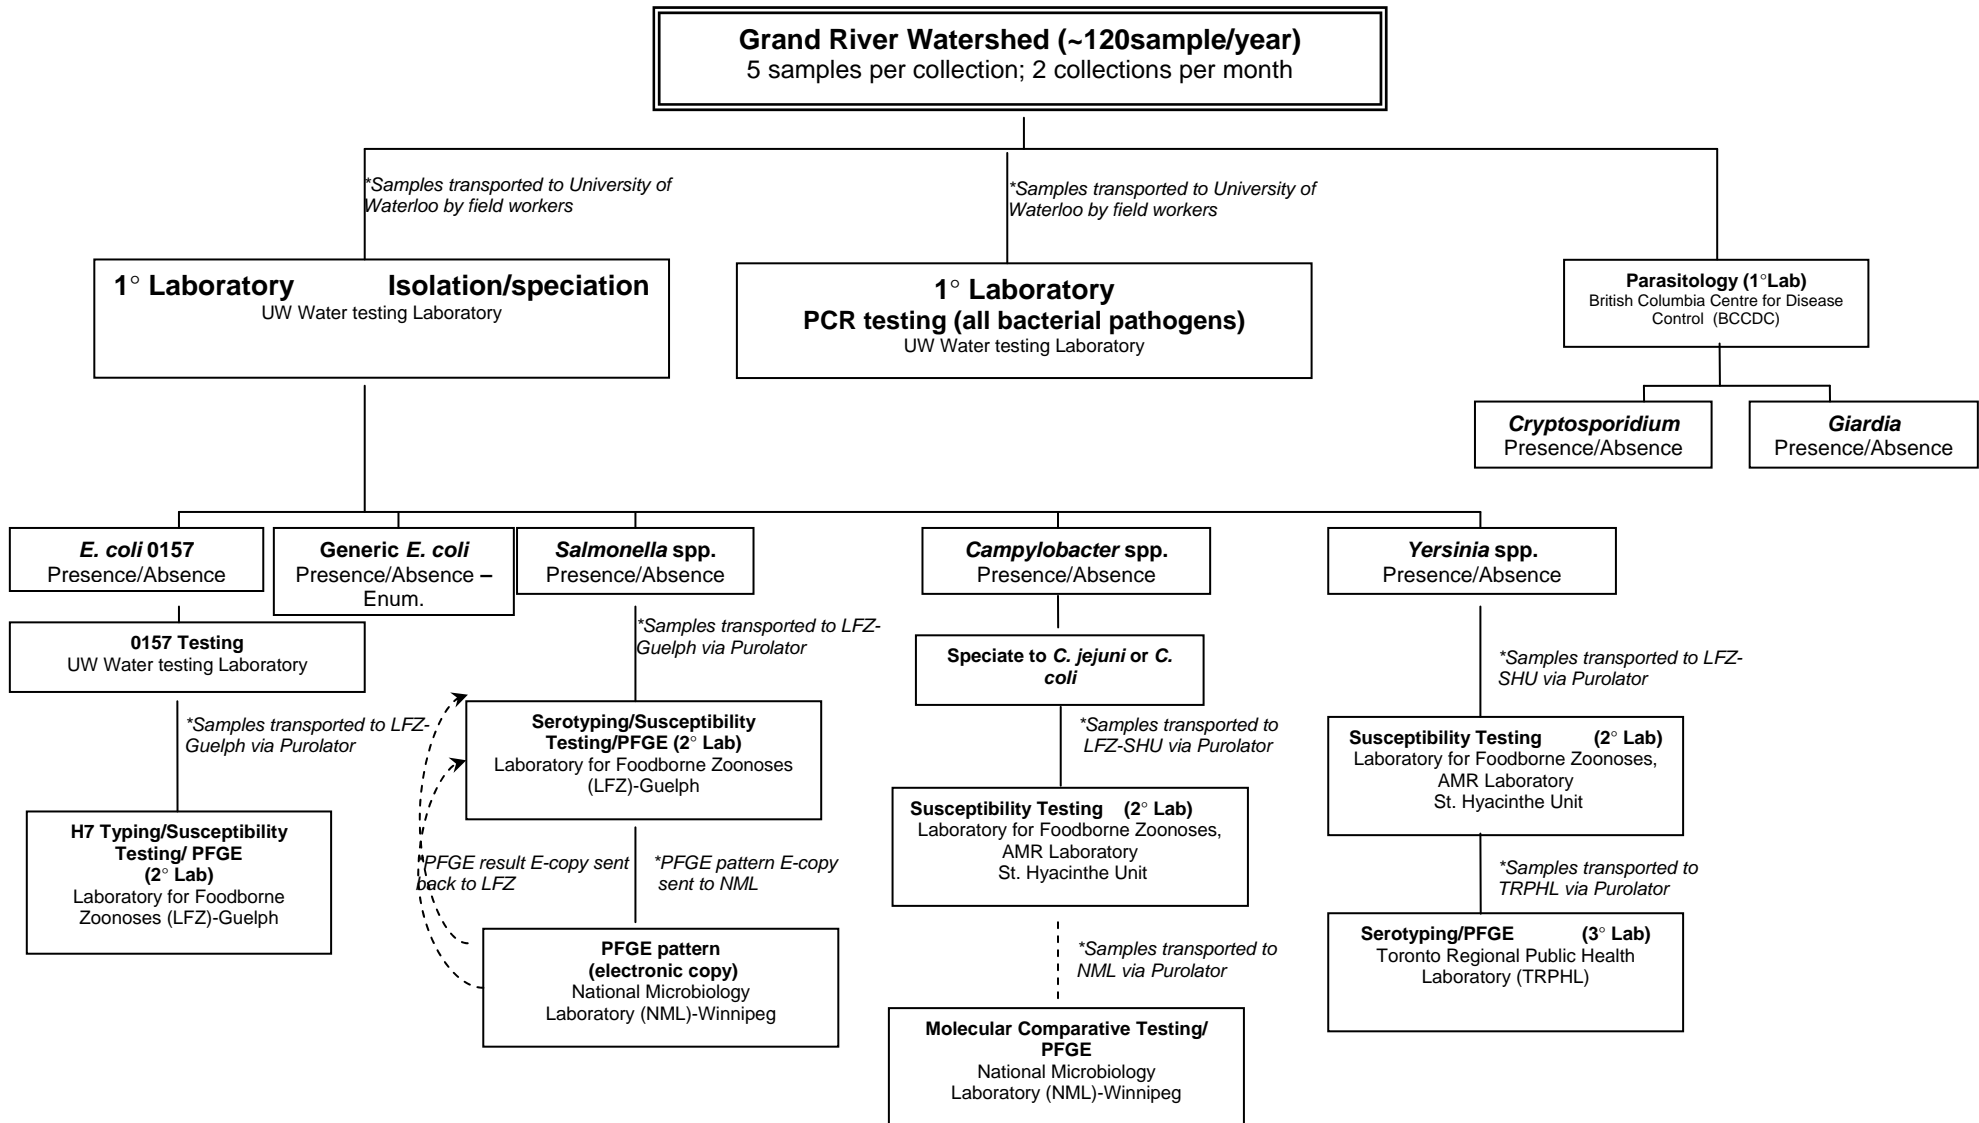 Grand River Watershed (~120sample/year)
5 samples per collection; 2 collections per month
*Samples transported to University of
Waterloo by field workers
*Samples transported to University of
Waterloo by field workers
1° Laboratory Isolation/speciation
UW Water testing Laboratory
1° Laboratory
PCR testing (all bacterial pathogens)
UW Water testing Laboratory
Parasitology (1°Lab)
British Columbia Centre for Disease
Control (BCCDC)
Cryptosporidium
Presence/Absence
Giardia
Presence/Absence
E. coli 0157
Presence/Absence
Generic E. coli
Presence/Absence –
Enum.
Salmonella spp.
Presence/Absence
Campylobacter spp.
Presence/Absence
Yersinia spp.
Presence/Absence
0157 Testing
UW Water testing Laboratory
*Samples transported to LFZ-
Guelph via Purolator
H7 Typing/Susceptibility
Testing/ PFGE
(2° Lab)
Laboratory for Foodborne
Zoonoses (LFZ)-Guelph
*Samples transported to LFZ-
Guelph via Purolator
Serotyping/Susceptibility
Testing/PFGE (2° Lab)
Laboratory for Foodborne Zoonoses
(LFZ)-Guelph
*PFGE result E-copy sent
back to LFZ
*PFGE pattern E-copy
sent to NML
PFGE pattern
(electronic copy)
National Microbiology
Laboratory (NML)-Winnipeg
Speciate to C. jejuni or C.
coli
*Samples transported to
LFZ-SHU via Purolator
Susceptibility Testing (2° Lab)
Laboratory for Foodborne Zoonoses,
AMR Laboratory
St. Hyacinthe Unit
*Samples transported to
NML via Purolator
Molecular Comparative Testing/
PFGE
National Microbiology
Laboratory (NML)-Winnipeg
*Samples transported to LFZ-
SHU via Purolator
Susceptibility Testing (2° Lab)
Laboratory for Foodborne Zoonoses,
AMR Laboratory
St. Hyacinthe Unit
*Samples transported to
TRPHL via Purolator
Serotyping/PFGE (3° Lab)
Toronto Regional Public Health
Laboratory (TRPHL)